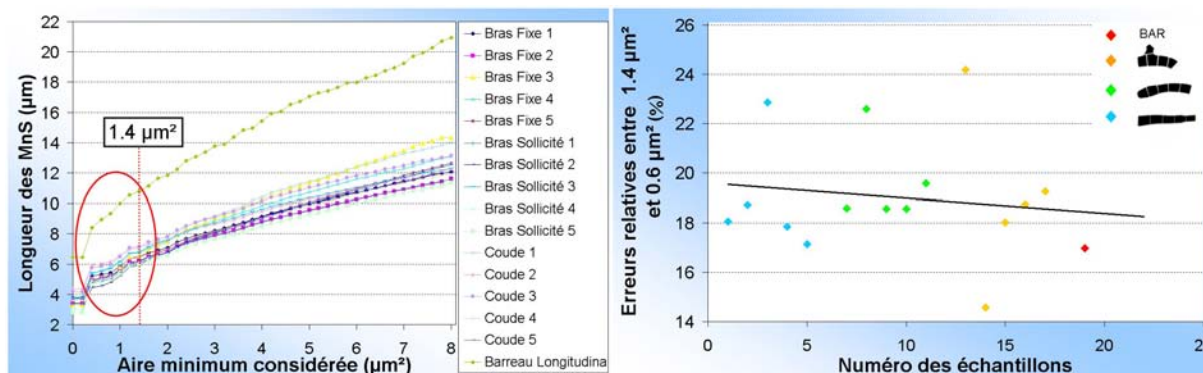 22
20
18
16
14
12
10
8
6
4
2
Longueur des MnS (µm)
1.4 µm²
0 1 2 3 4 5 6 7 8
Aire minimum considérée (µm²)
Bras Fixe 1
Bras Fixe 2
Bras Fixe 3
Bras Fixe 4
Bras Fixe 5
Bras Sollicité 1
Bras Sollicité 2
Bras Sollicité 3
Bras Sollicité 4
Bras Sollicité 5
Coude 1
Coude 2
Coude 3
Coude 4
Coude 5
Barreau Longitudina
Erreurs relatives entre 1.4 µm²
et 0.6 µm² (%)
26
24
22
20
18
16
14
0 5 10 15 20 25
Numéro des échantillons
BAR